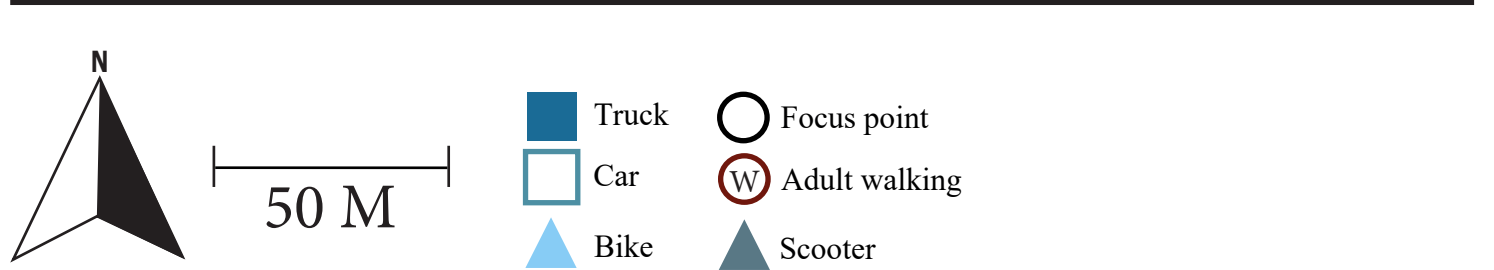 N
50 M
Truck
Focus point
Car
W Adult walking
Bike
Scooter